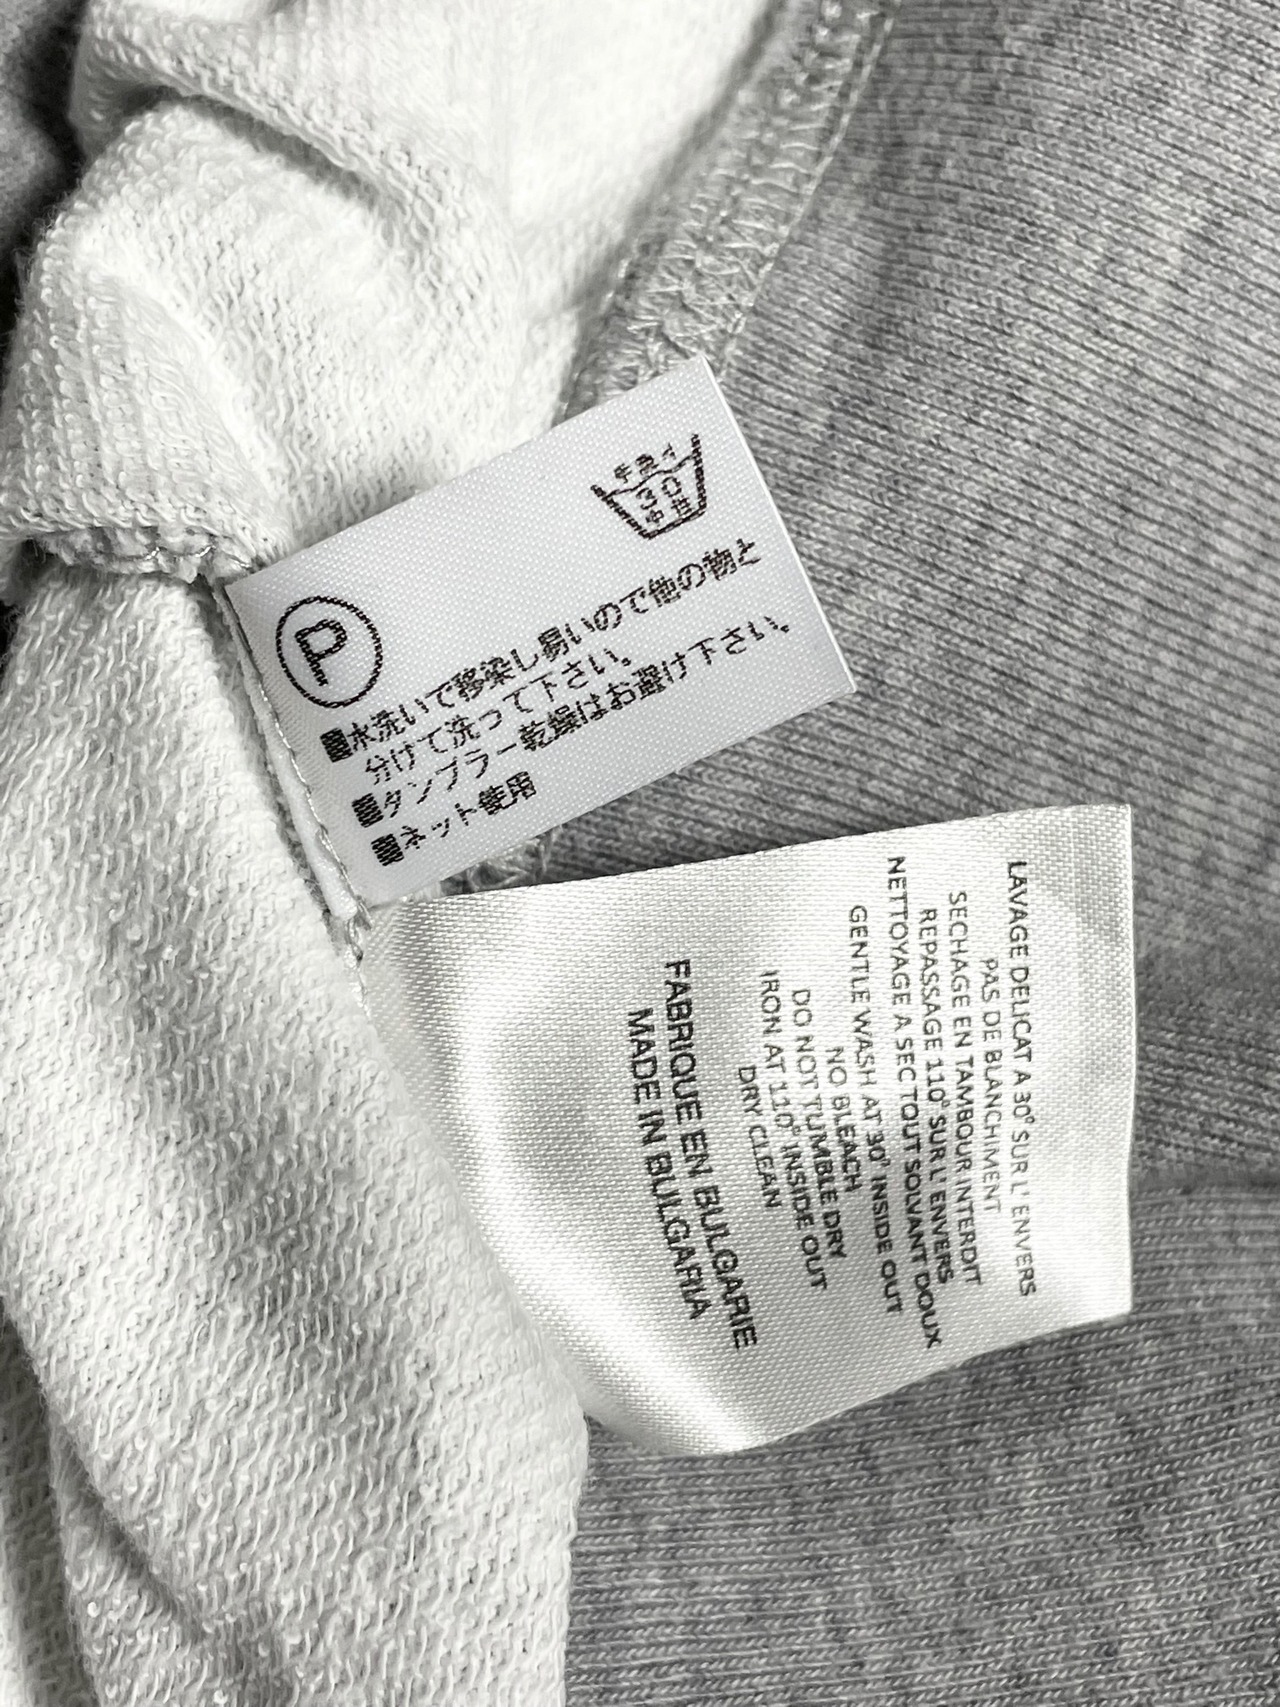 手洗イ
30
中性
P
■水洗いで移染し易いので他の物と
分けて洗って下さい。
■タンブラー乾燥はお避け下さい。
■ネット使用
LAVAGE DELICAT A 30° SUR L' ENVERS
PAS DE BLANCHIMENT
SECHAGE EN TAMBOUR INTERDIT
REPASSAGE 110° SUR L' ENVERS
NETTOYAGE A SEC TOUT SOLVANT DOUX
GENTLE WASH AT 30° INSIDE OUT
NO BLEACH
DO NOT TUMBLE DRY
IRON AT 110° INSIDE OUT
DRY CLEAN
FABRIQUE EN BULGARIE
MADE IN BULGARIA